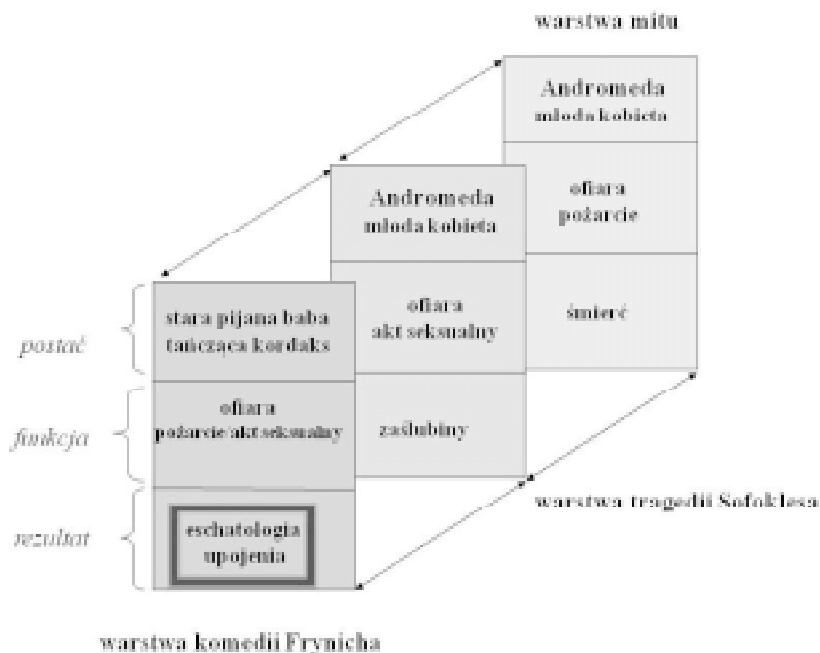 warstwa mitu
Andromeda
młoda kobieta
ofiara
pożarcie
śmierć
Andromeda
młoda kobieta
ofiara
akt seksualny
zaślubiny
warstwa tragedii Sofoklesa
postać
stara pijana baba
tańcząca kordaks
funkcja
ofiara
pożarcie/akt seksualny
rezultat
eschatologia
upojenia
warstwa komedii Frynicha